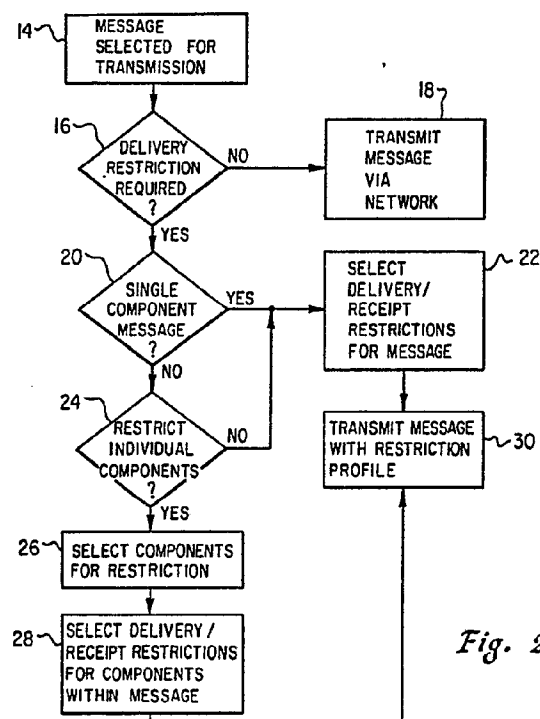 14
MESSAGE
SELECTED FOR
TRANSMISSION
16
DELIVERY
RESTRICTION
REQUIRED
?
NO
YES
18
TRANSMIT
MESSAGE
VIA
NETWORK
20
SINGLE
COMPONENT
MESSAGE
?
YES
NO
22
SELECT
DELIVERY/
RECEIPT
RESTRICTIONS
FOR MESSAGE
24
RESTRICT
INDIVIDUAL
COMPONENTS
?
NO
YES
TRANSMIT MESSAGE
WITH RESTRICTION
PROFILE
30
26
SELECT COMPONENTS
FOR RESTRICTION
28
SELECT DELIVERY/
RECEIPT RESTRICTIONS
FOR COMPONENTS
WITHIN MESSAGE
Fig. 2